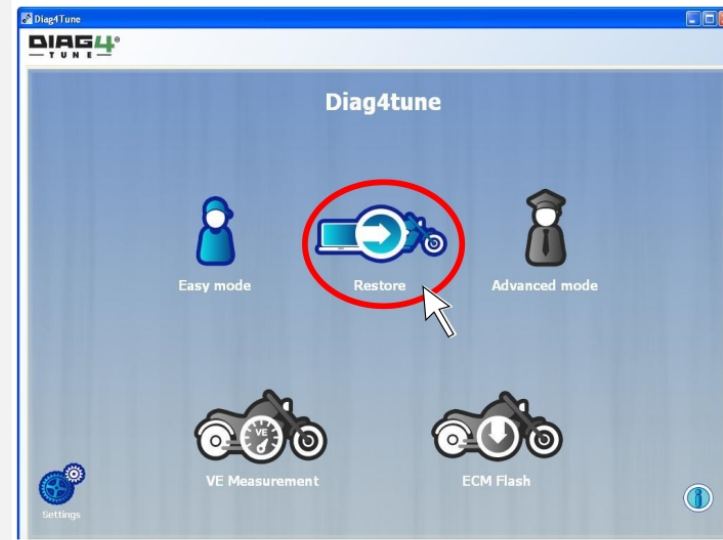 Diag4Tune
DIAG4®
TUNE
Diag4tune
Easy mode
Restore
Advanced mode
VE
VE Measurement
ECM Flash
Settings